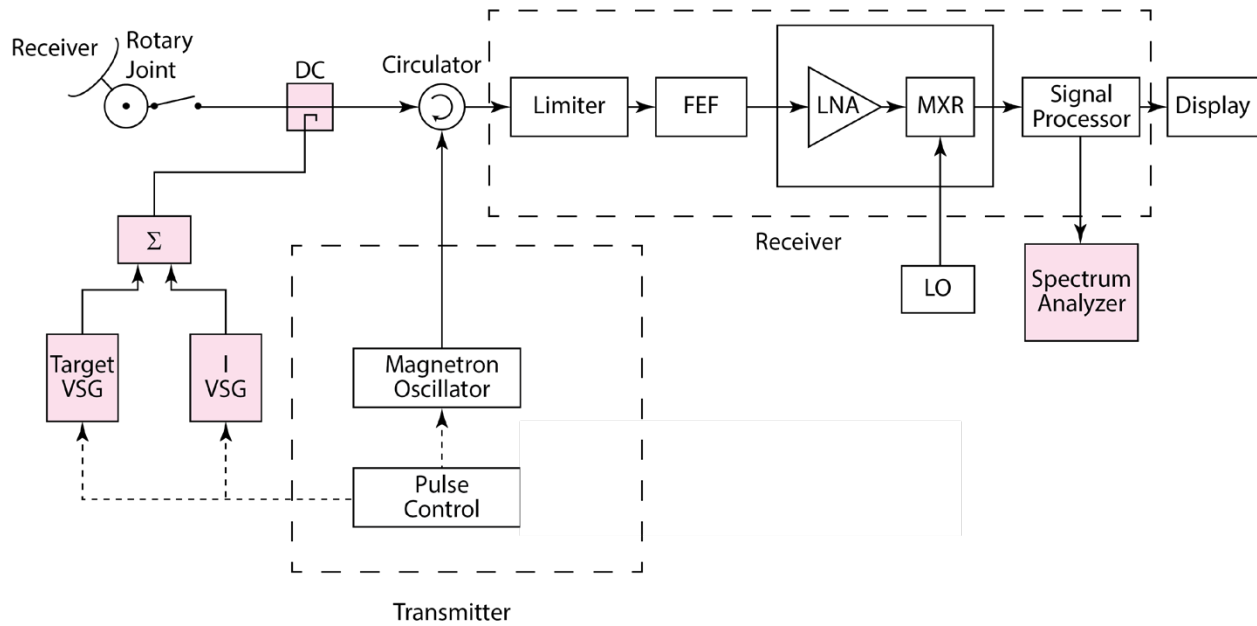 Receiver
Rotary
Joint
DC
Circulator
Limiter
FEF
LNA
MXR
Signal
Processor
Display
Receiver
Σ
LO
Spectrum
Analyzer
Target
VSG
I
VSG
Magnetron
Oscillator
Pulse
Control
Transmitter